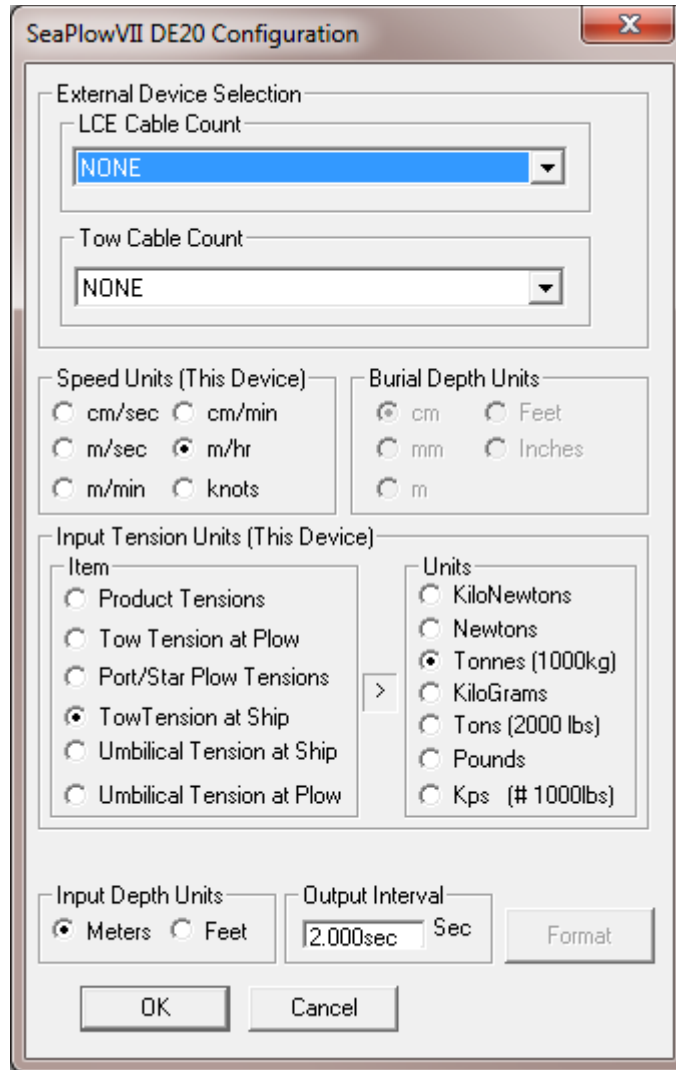 SeaPlowVII DE20 Configuration
x
External Device Selection
LCE Cable Count
NONE
Tow Cable Count
NONE
Speed Units (This Device)
cm/sec cm/min
m/sec m/hr
m/min knots
Burial Depth Units
cm Feet
mm Inches
m
Input Tension Units (This Device)
Item
Product Tensions
Tow Tension at Plow
Port/Star Plow Tensions
TowTension at Ship
Umbilical Tension at Ship
Umbilical Tension at Plow
>
Units
KiloNewtons
Newtons
Tonnes (1000kg)
KiloGrams
Tons (2000 lbs)
Pounds
Kps (# 1000lbs)
Input Depth Units
Meters Feet
Output Interval
2.000sec Sec
Format
OK Cancel